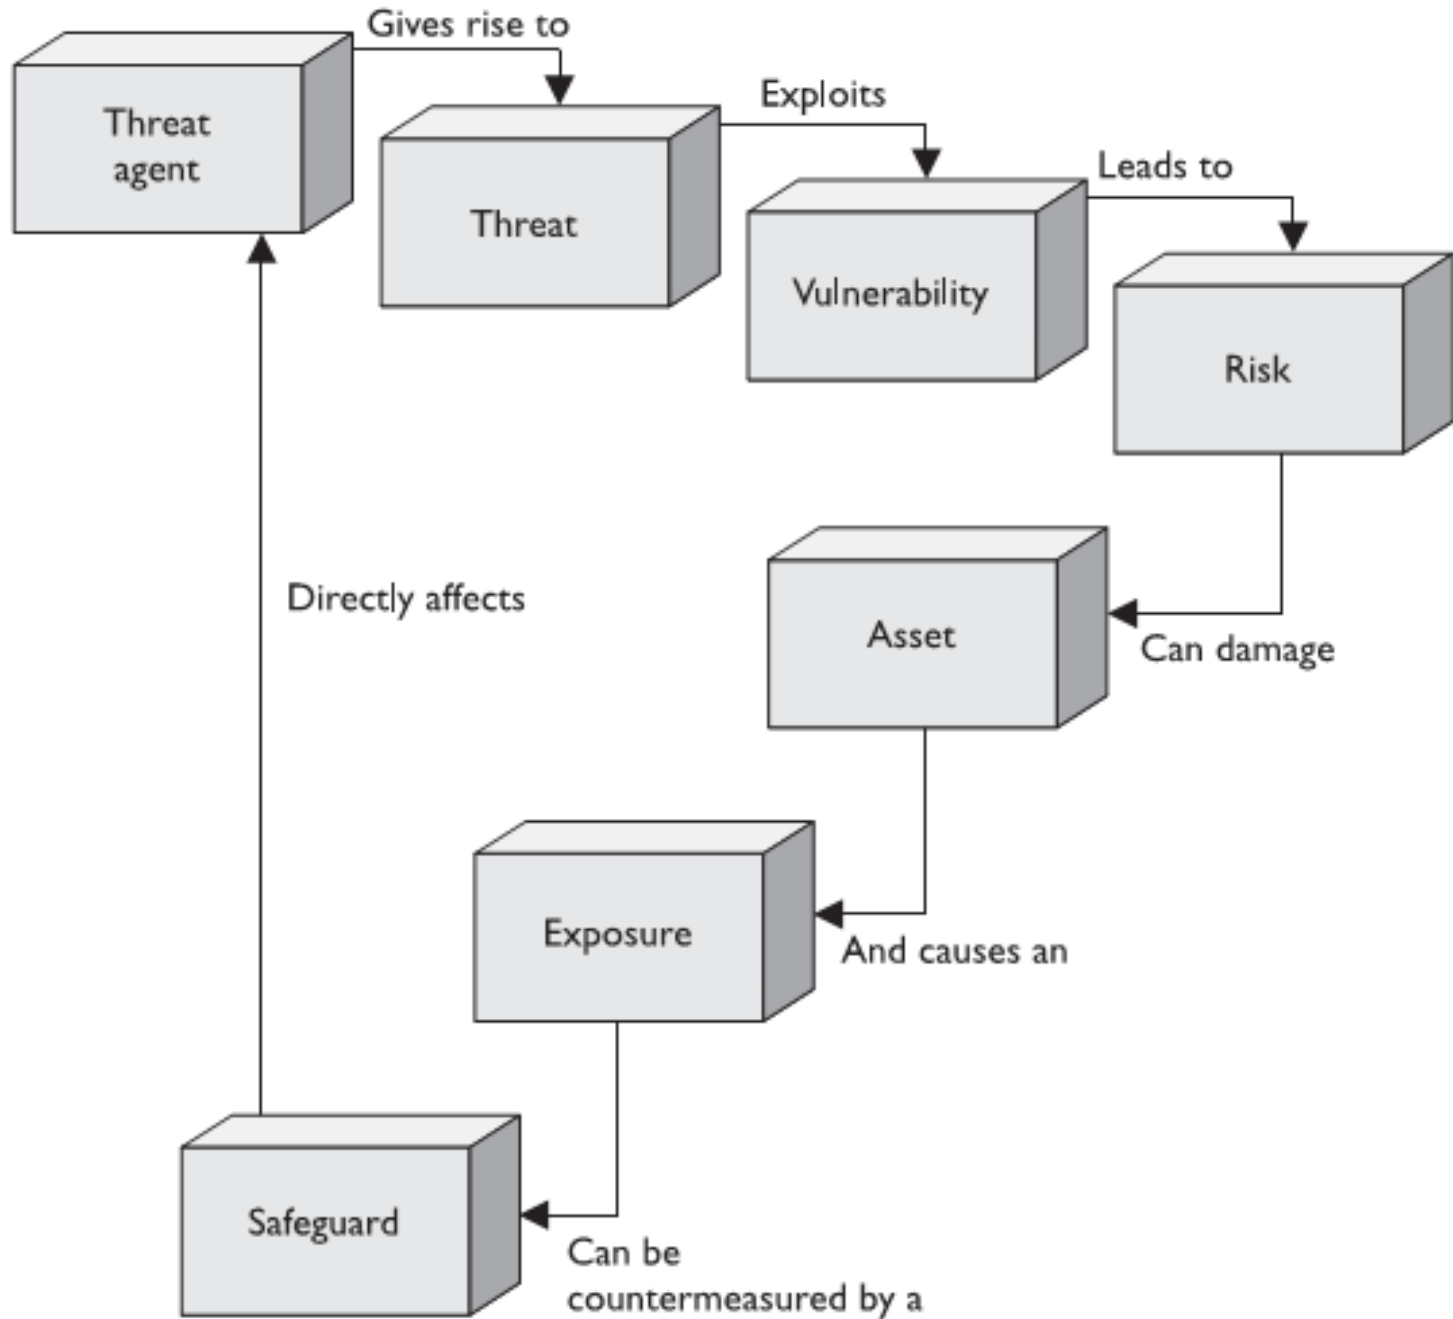 Gives rise to
Threat
agent
Exploits
Threat
Leads to
Vulnerability
Risk
Directly affects
Asset
Can damage
Exposure
And causes an
Safeguard
Can be
countermeasured by a